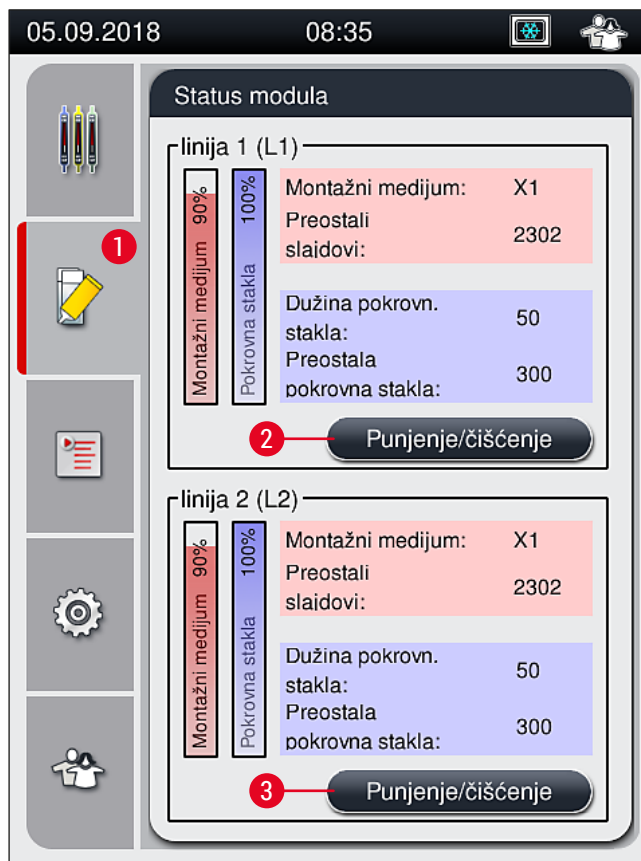 05.09.2018 08:35
Status modula
1
linija 1 (L1)
Montažni medijum 90%
Pokrovna stakla 100%
Montažni medijum: X1
Preostali
slajdovi: 2302
Dužina pokrovn.
stakla: 50
Preostala
pokrovna stakla: 300
2 Punjenje/čišćenje
linija 2 (L2)
Montažni medijum 90%
Pokrovna stakla 100%
Montažni medijum: X1
Preostali
slajdovi: 2302
Dužina pokrovn.
stakla: 50
Preostala
pokrovna stakla: 300
3 Punjenje/čišćenje